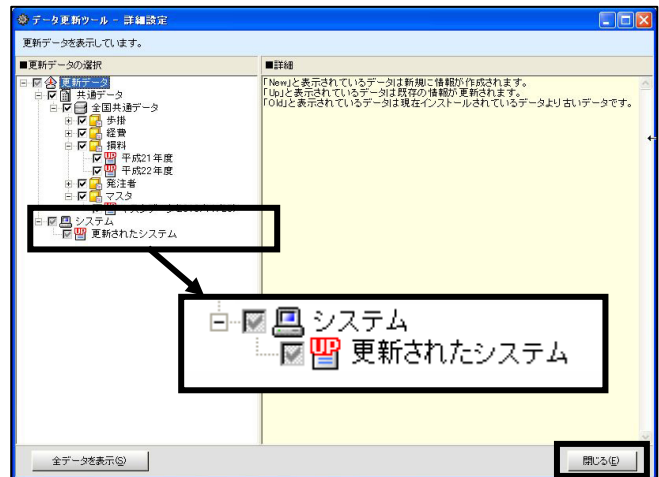 データ更新ツール - 詳細設定
更新データを表示しています。
■更新データの選択
■詳細
更新データ
共通データ
全国共通データ
歩掛
経費
損料
UP 平成21年度
UP 平成22年度
発注者
マスタ
システム
UP 更新されたシステム
「New」と表示されているデータは新規に情報が作成されます。
「Up」と表示されているデータは既存の情報が更新されます。
「Old」と表示されているデータは現在インストールされているデータより古いデータです。
システム
UP 更新されたシステム
全データを表示(S)
閉じる(E)